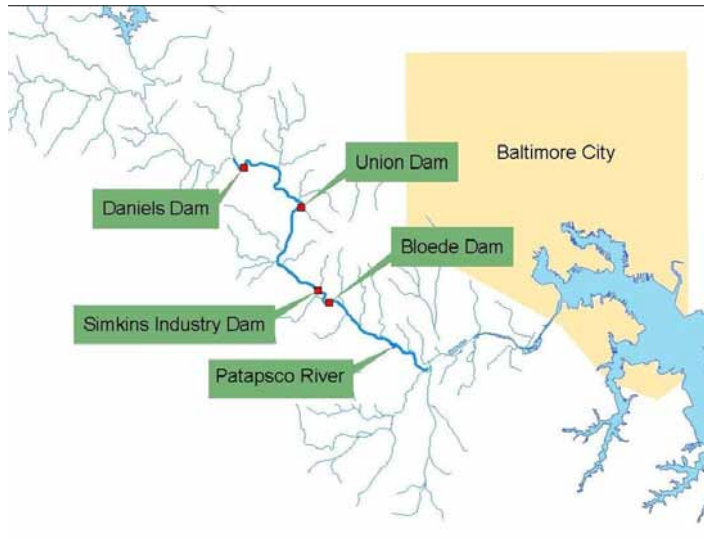 Union Dam
Baltimore City
Daniels Dam
Bloede Dam
Simkins Industry Dam
Patapsco River